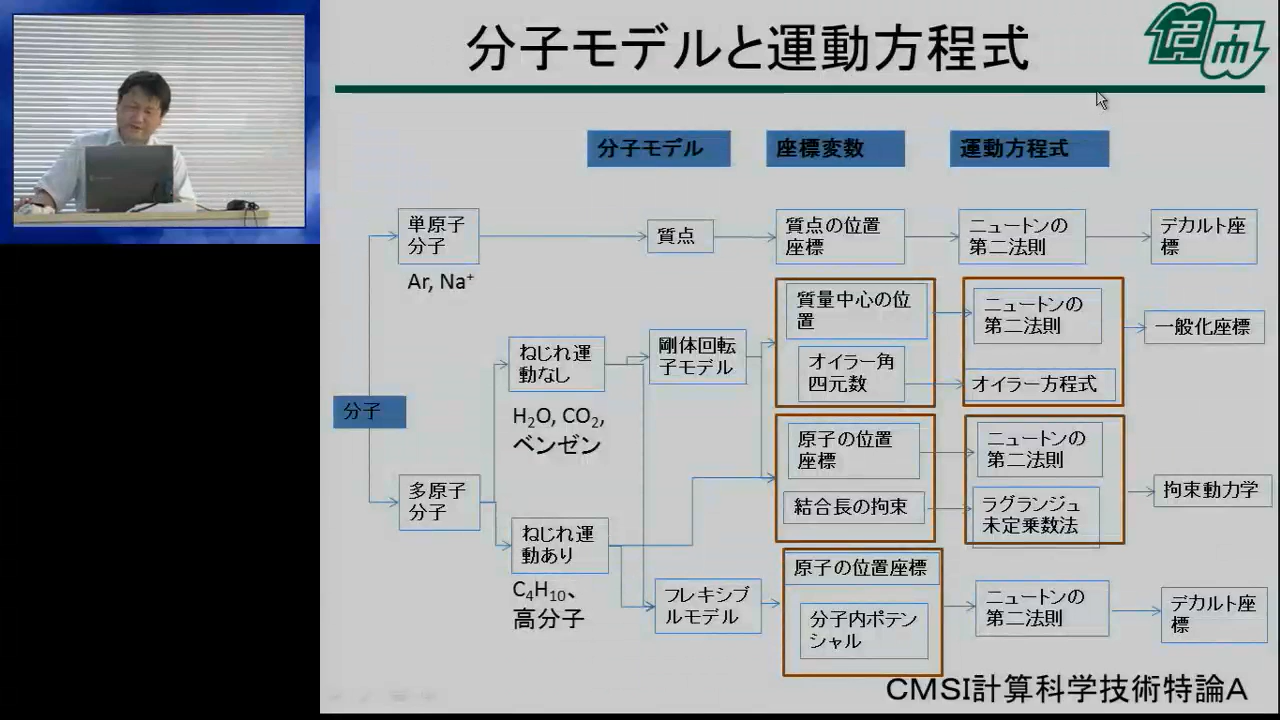 分子モデルと運動方程式
分子モデル
座標変数
運動方程式
単原子
分子
Ar, Na⁺
質点
質点の位置
座標
ニュートンの
第二法則
デカルト座
標
分子
ねじれ運
動なし
H₂O, CO₂,
ベンゼン
剛体回転
子モデル
質量中心の位
置
オイラー角
四元数
ニュートンの
第二法則
オイラー方程式
一般化座標
多原子
分子
原子の位置
座標
結合長の拘束
ニュートンの
第二法則
ラグランジュ
未定乗数法
拘束動力学
ねじれ運
動あり
C₄H₁₀、
高分子
フレキシブ
ルモデル
原子の位置座標
分子内ポテン
シャル
ニュートンの
第二法則
デカルト座
標
CMSI計算科学技術特論A